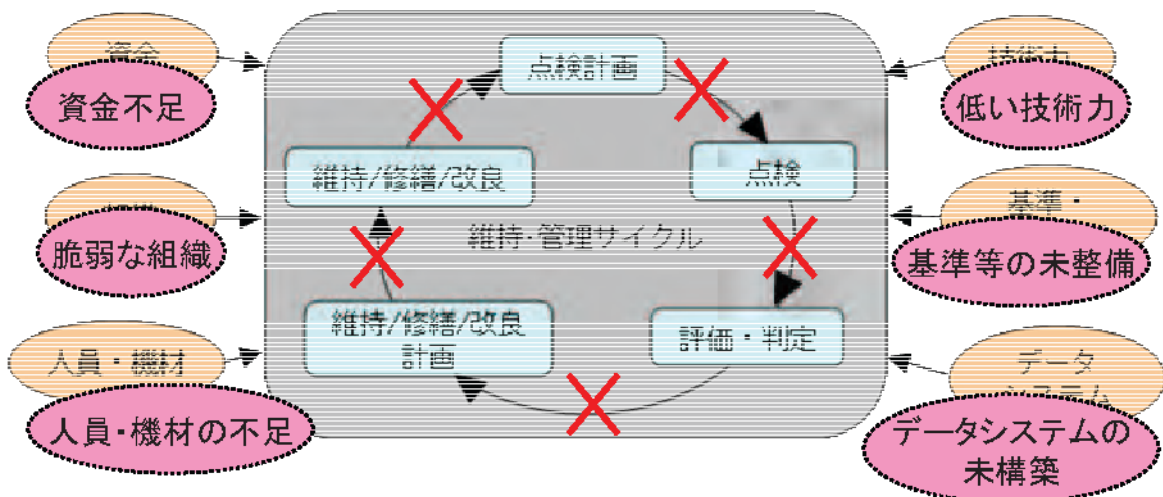 資金
資金不足
脆弱な組織
人員・機材
人員・機材の不足
点検計画
点検
評価・判定
維持/修繕/改良
計画
維持/修繕/改良
維持・管理サイクル
技術力
低い技術力
基準・
基準等の未整備
データ
システム
データシステムの
未構築